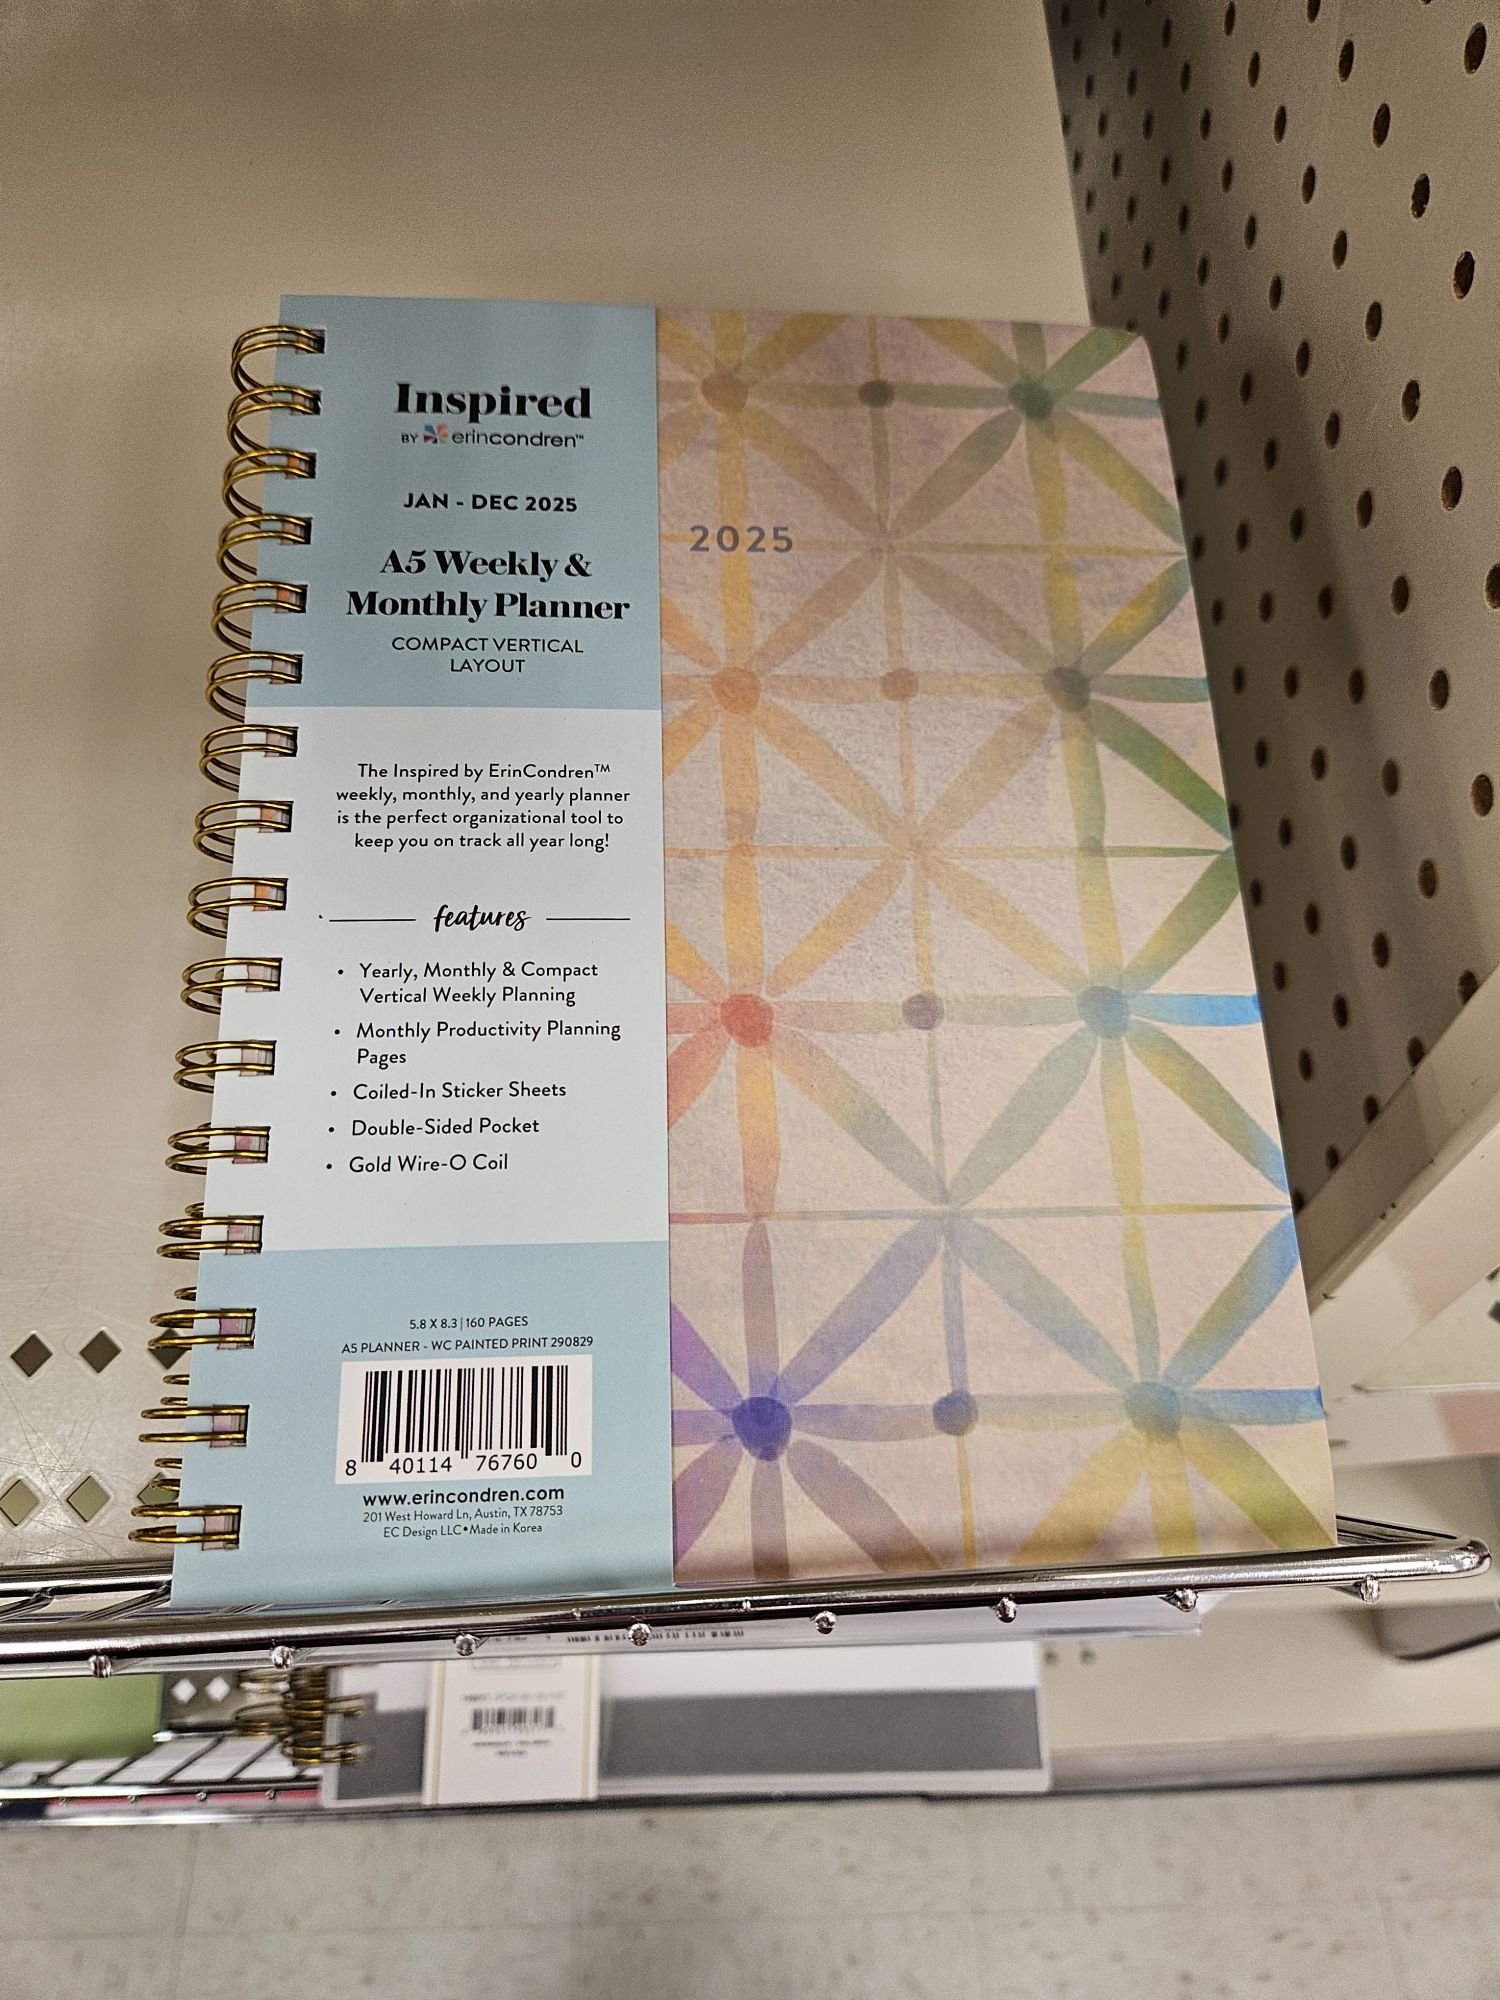 Inspired
BY erincondren™
JAN - DEC 2025
A5 Weekly &
Monthly Planner
COMPACT VERTICAL
LAYOUT
The Inspired by ErinCondren™
weekly, monthly, and yearly planner
is the perfect organizational tool to
keep you on track all year long!
features
• Yearly, Monthly & Compact
Vertical Weekly Planning
• Monthly Productivity Planning
Pages
• Coiled-In Sticker Sheets
• Double-Sided Pocket
• Gold Wire-O Coil
5.8 X 8.3 | 160 PAGES
A5 PLANNER - WC PAINTED PRINT 290829
8 40114 76760 0
www.erincondren.com
201 West Howard Ln, Austin, TX 78753
EC Design LLC • Made in Korea
2025